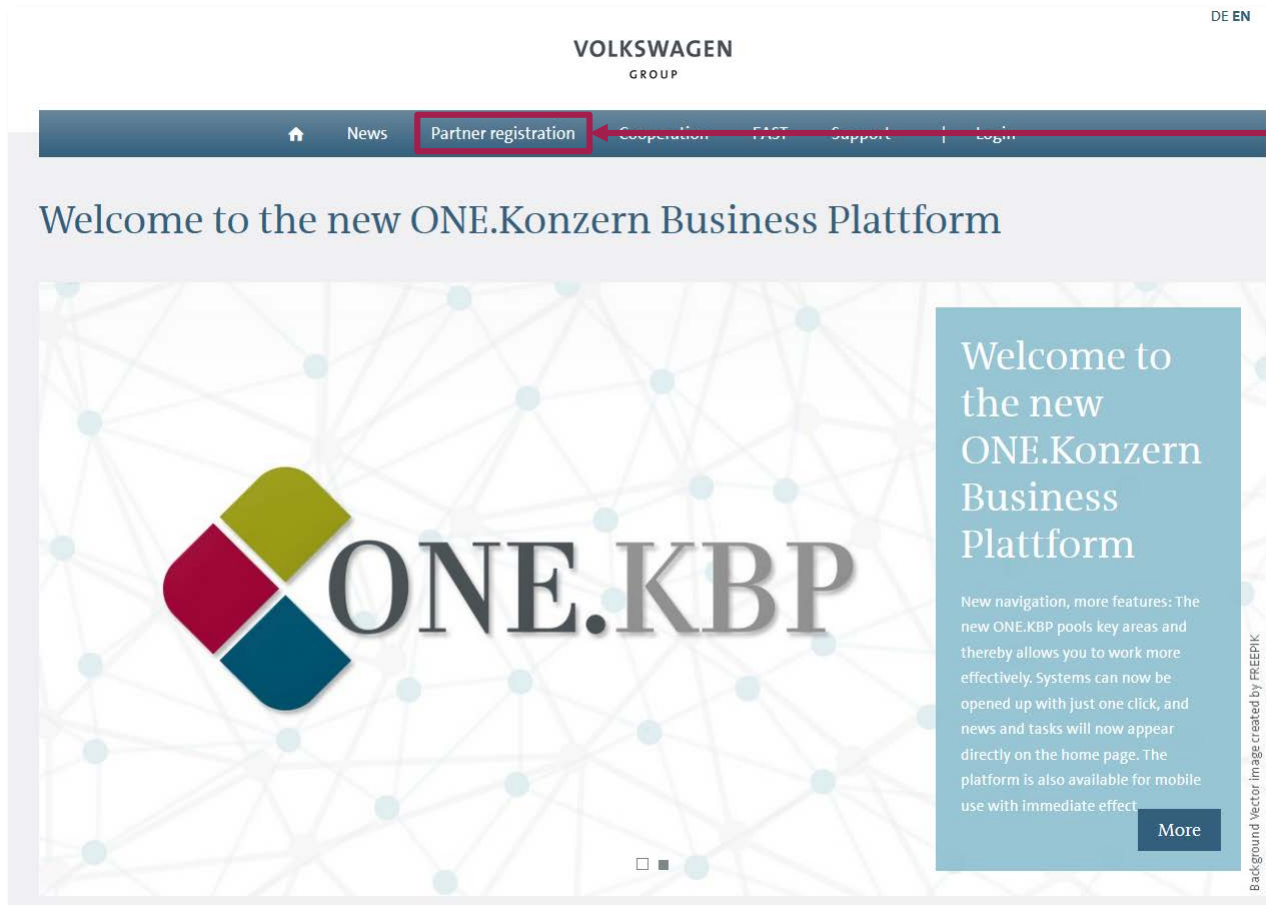 DE EN
VOLKSWAGEN
GROUP
News Partner registration Cooperation FAST Support | Login
Welcome to the new ONE.Konzern Business Plattform
ONE.KBP
Welcome to
the new
ONE.Konzern
Business
Plattform
New navigation, more features: The
new ONE.KBP pools key areas and
thereby allows you to work more
effectively. Systems can now be
opened up with just one click, and
news and tasks will now appear
directly on the home page. The
platform is also available for mobile
use with immediate effect
More
Background Vector image created by FREEPIK